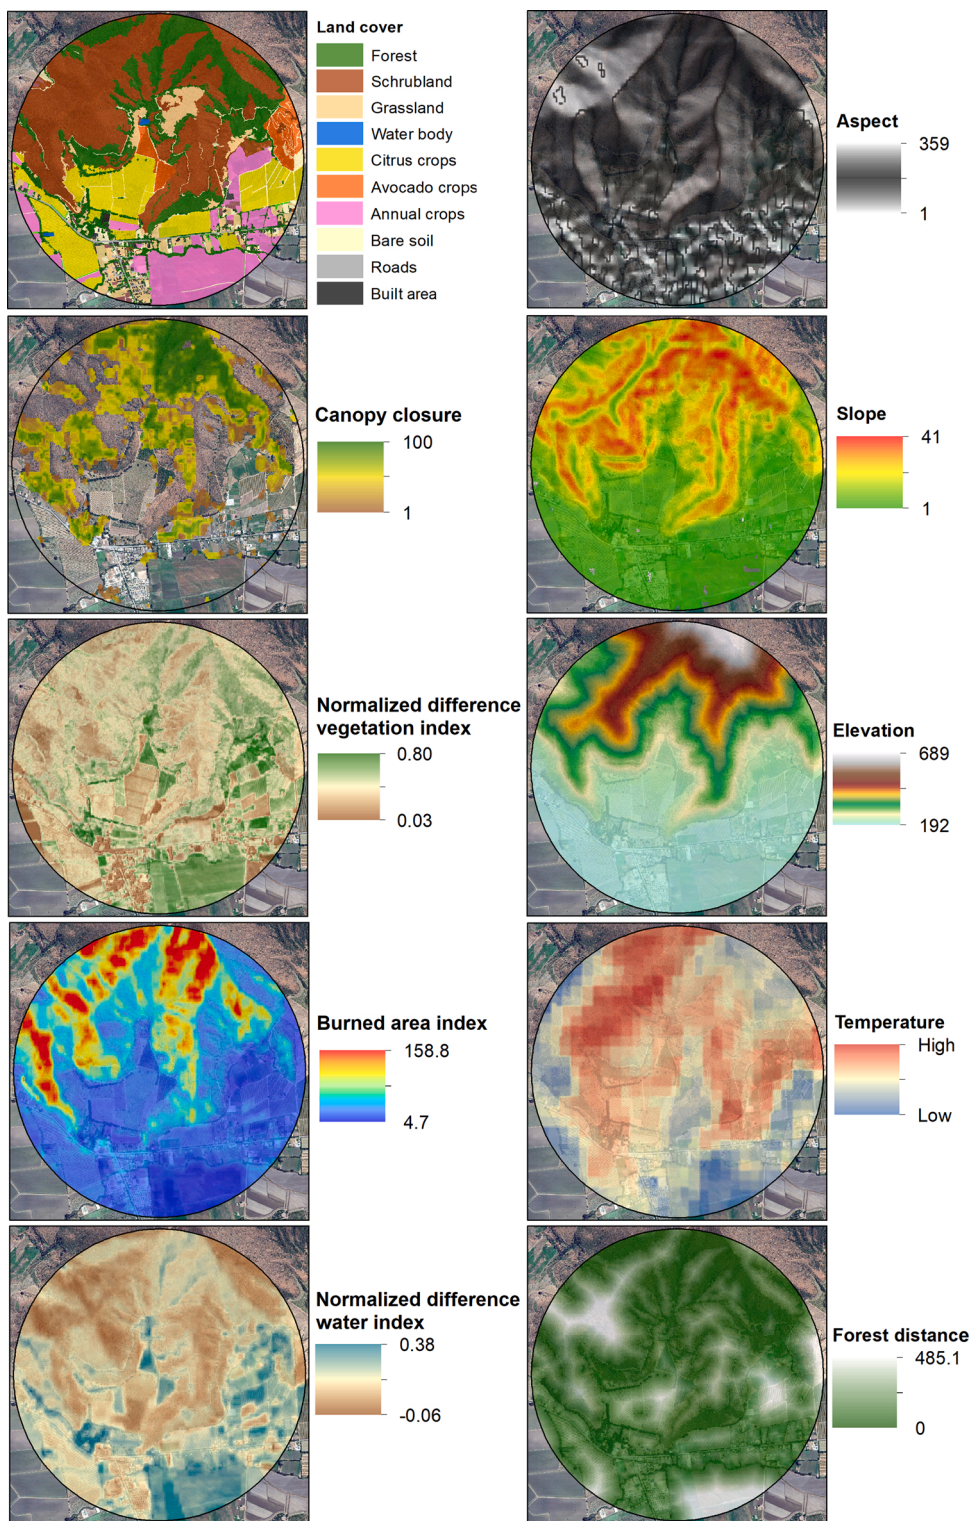 Land cover
Forest
Schrubland
Grassland
Water body
Citrus crops
Avocado crops
Annual crops
Bare soil
Roads
Built area
Aspect
359
1
Canopy closure
100
1
Slope
41
1
Normalized difference
vegetation index
0.80
0.03
Elevation
689
192
Burned area index
158.8
4.7
Temperature
High
Low
Normalized difference
water index
0.38
-0.06
Forest distance
485.1
0